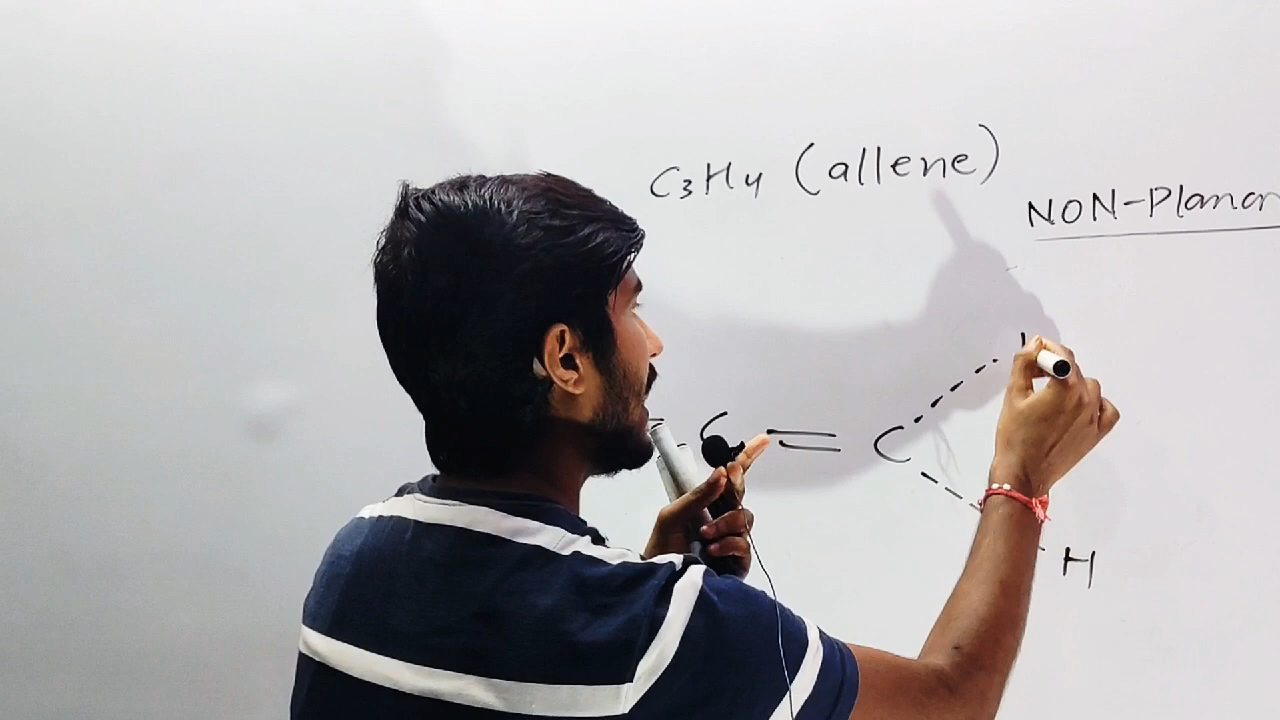 C3H4 (allene)
NON-Planar
C = C
H